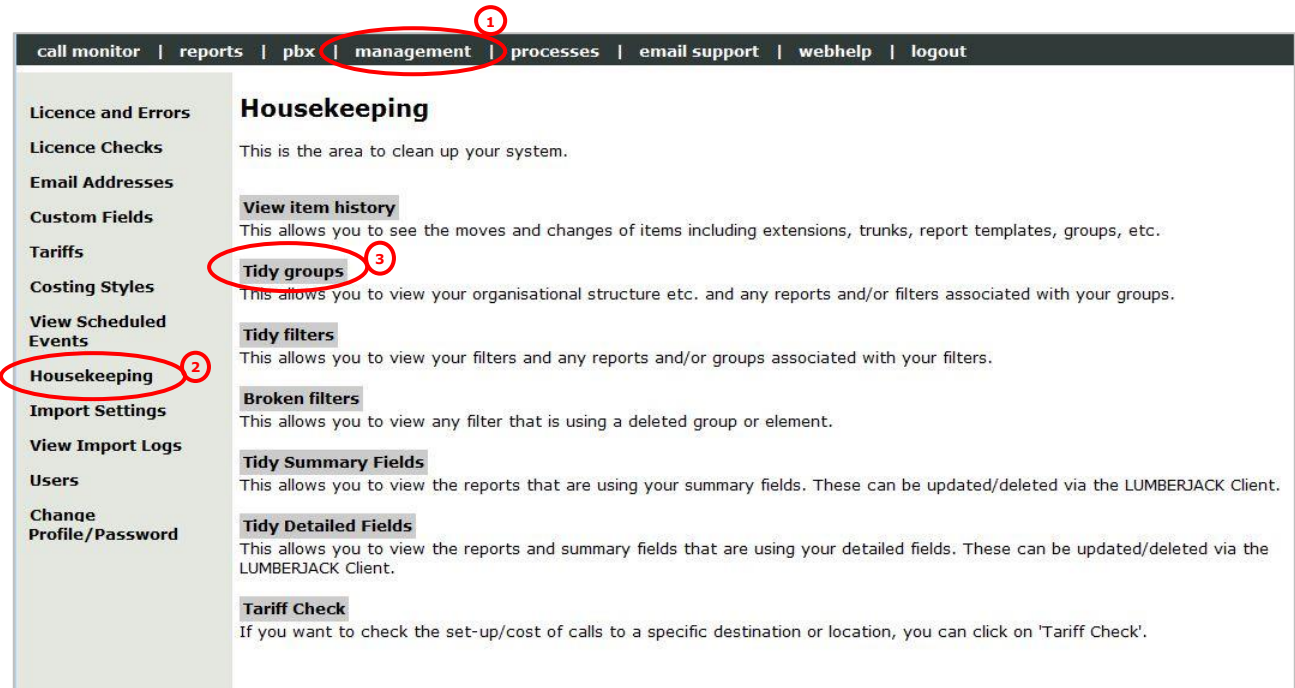 1
call monitor | reports | pbx | management | processes | email support | webhelp | logout
Licence and Errors
Licence Checks
Email Addresses
Custom Fields
Tariffs
Costing Styles
View Scheduled
Events
Housekeeping
2
Import Settings
View Import Logs
Users
Change
Profile/Password
Housekeeping
This is the area to clean up your system.
View item history
This allows you to see the moves and changes of items including extensions, trunks, report templates, groups, etc.
Tidy groups
3
This allows you to view your organisational structure etc. and any reports and/or filters associated with your groups.
Tidy filters
This allows you to view your filters and any reports and/or groups associated with your filters.
Broken filters
This allows you to view any filter that is using a deleted group or element.
Tidy Summary Fields
This allows you to view the reports that are using your summary fields. These can be updated/deleted via the LUMBERJACK Client.
Tidy Detailed Fields
This allows you to view the reports and summary fields that are using your detailed fields. These can be updated/deleted via the
LUMBERJACK Client.
Tariff Check
If you want to check the set-up/cost of calls to a specific destination or location, you can click on 'Tariff Check'.